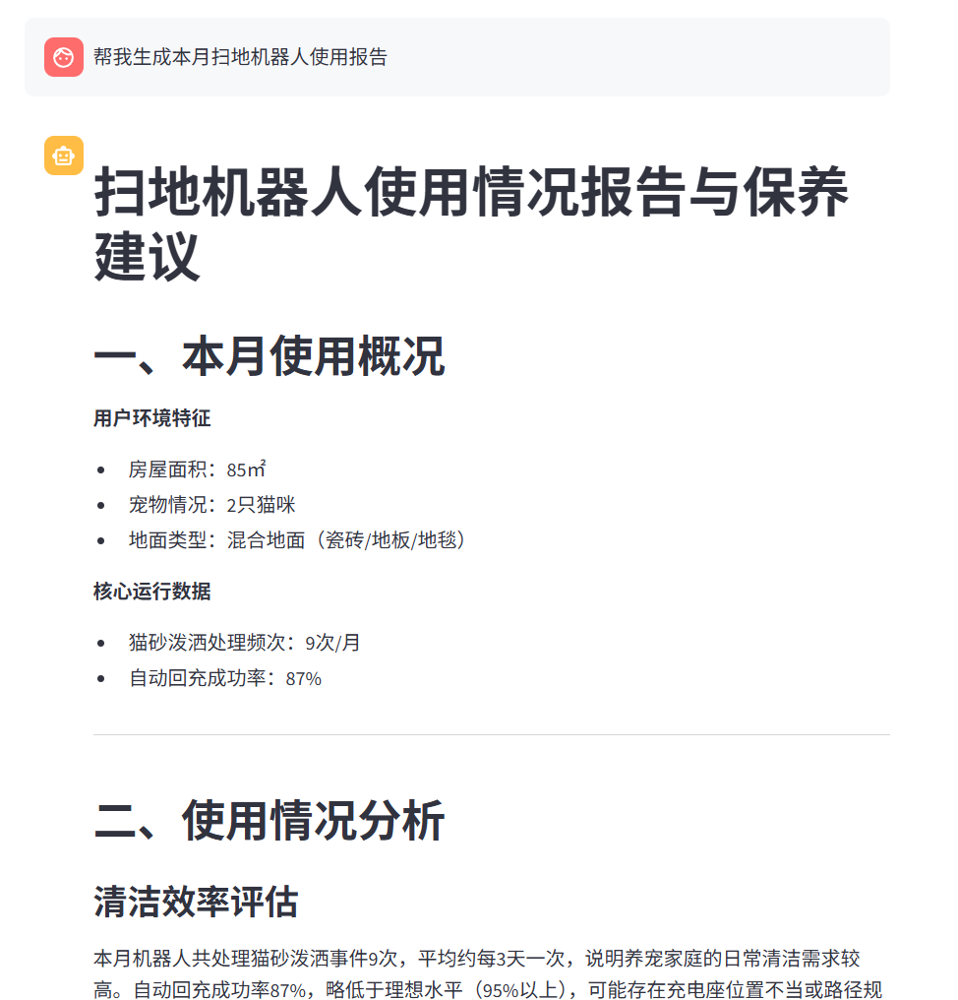 帮我生成本月扫地机器人使用报告
扫地机器人使用情况报告与保养
建议
一、本月使用概况
用户环境特征
• 房屋面积：85㎡
• 宠物情况：2只猫咪
• 地面类型：混合地面（瓷砖/地板/地毯）
核心运行数据
• 猫砂泼洒处理频次：9次/月
• 自动回充成功率：87%
二、使用情况分析
清洁效率评估
本月机器人共处理猫砂泼洒事件9次，平均约每3天一次，说明养宠家庭的日常清洁需求较
高。自动回充成功率87%，略低于理想水平（95%以上），可能存在充电座位置不当或路径规